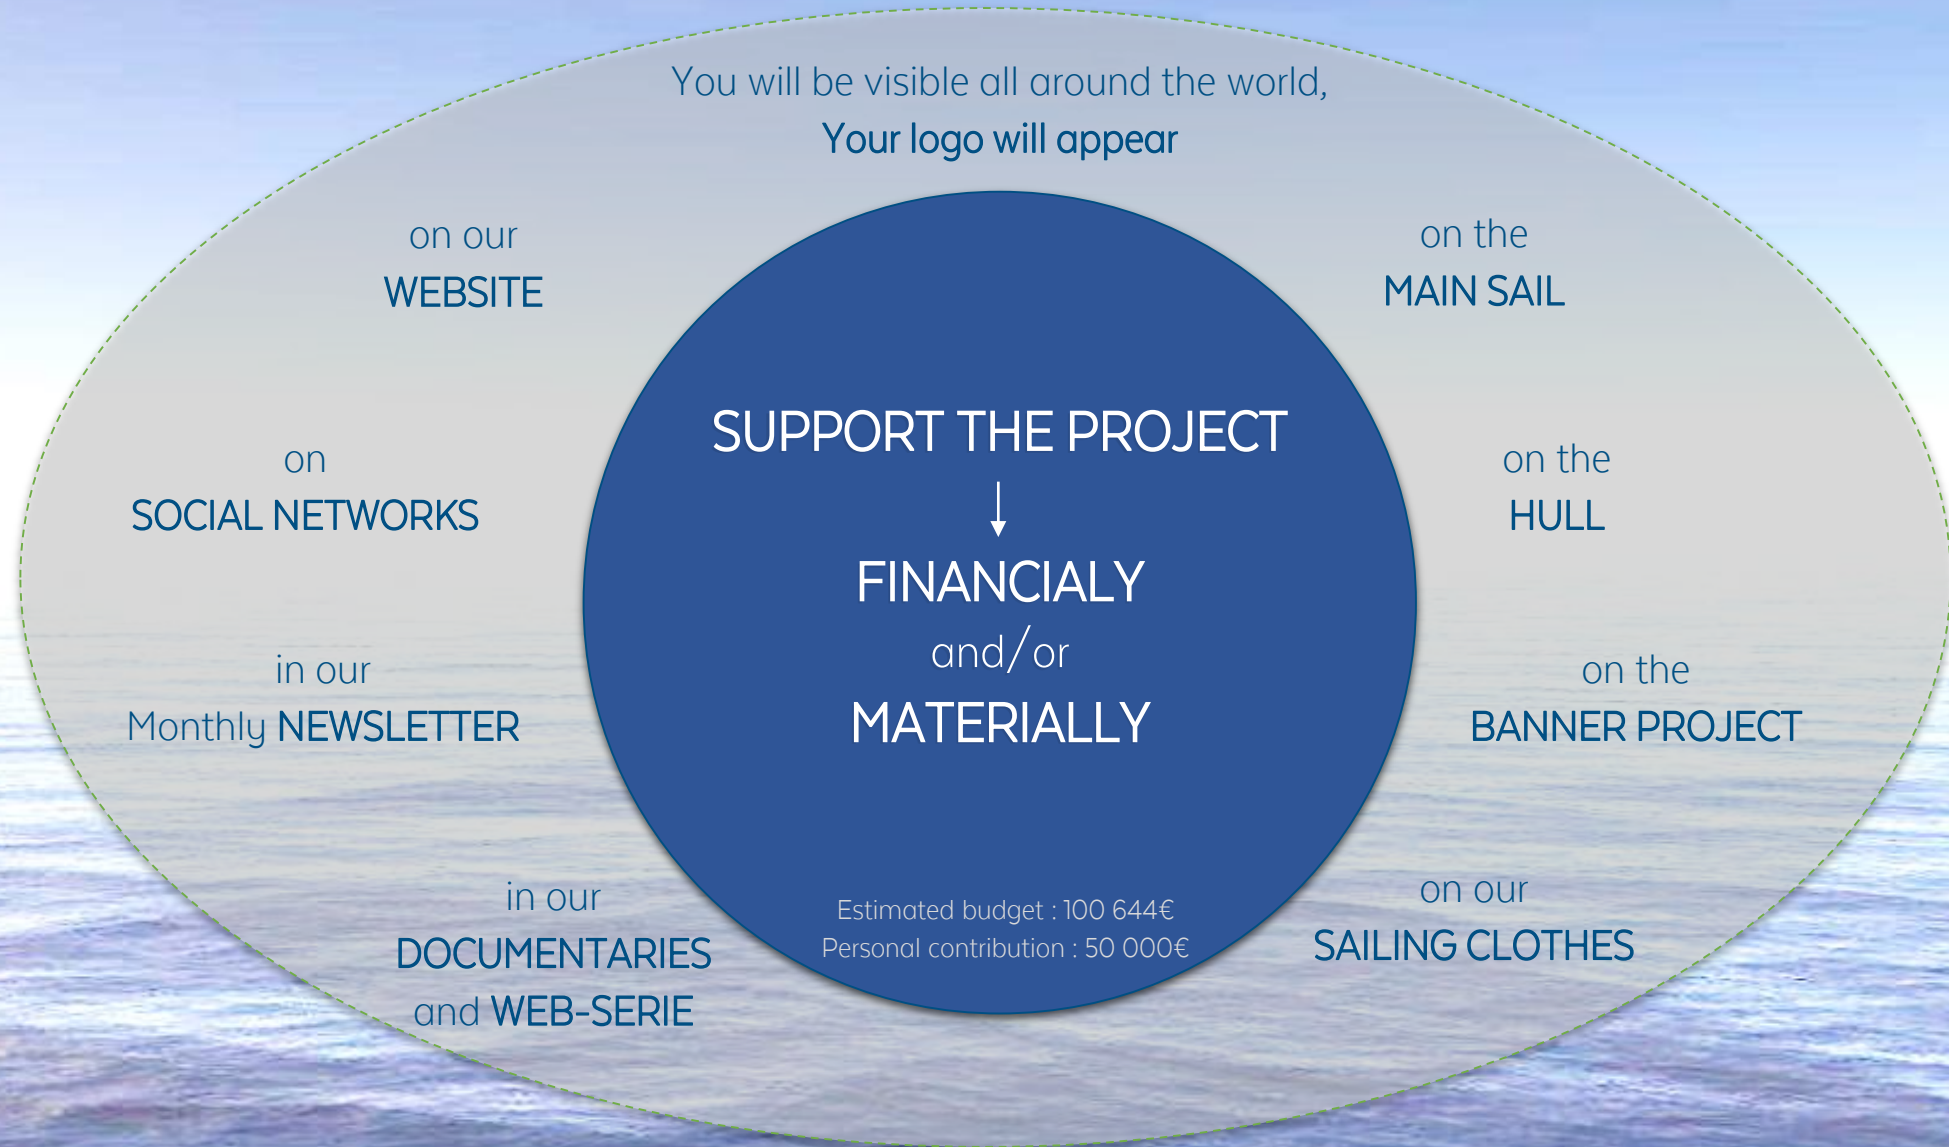 You will be visible all around the world,
Your logo will appear
on our
WEBSITE
on
SOCIAL NETWORKS
in our
Monthly NEWSLETTER
in our
DOCUMENTARIES
and WEB-SERIE
SUPPORT THE PROJECT
FINANCIALY
and/or
MATERIALLY
Estimated budget : 100 644€
Personal contribution : 50 000€
on the
MAIN SAIL
on the
HULL
on the
BANNER PROJECT
on our
SAILING CLOTHES